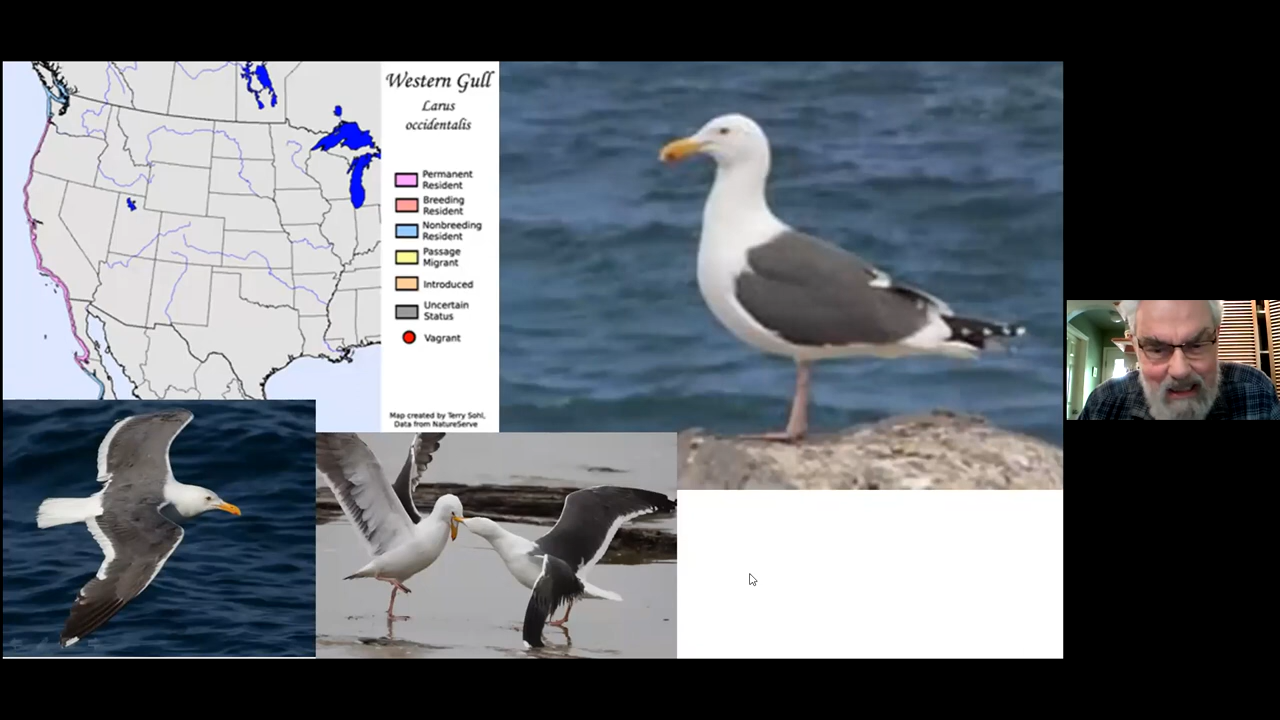 Western Gull
Larus
occidentalis
Permanent
Resident
Breeding
Resident
Nonbreeding
Resident
Passage
Migrant
Introduced
Uncertain
Status
Vagrant
Map created by Terry Sohl,
Data from NatureServe